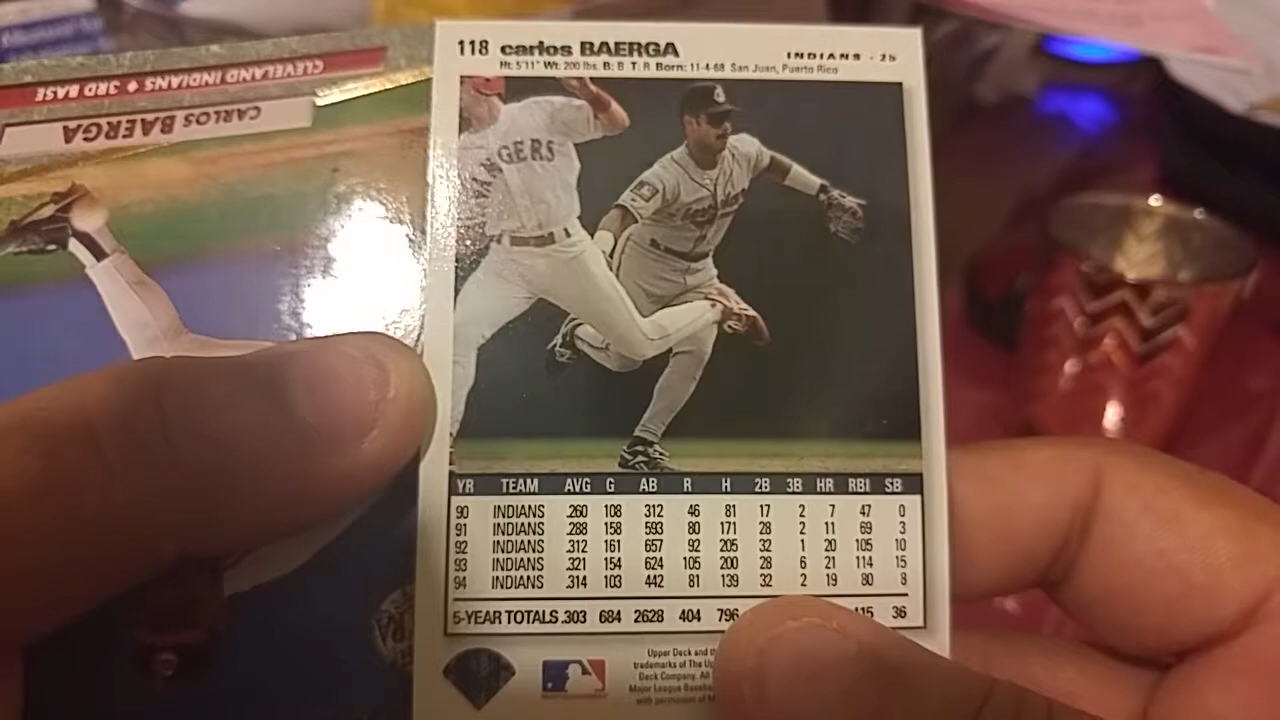 CLEVELAND INDIANS ♦ 3RD BASE
CARLOS BAERGA
118 carlos BAERGA
INDIANS - 2B
Ht: 5'11" Wt: 200 lbs. B: B T: R Born: 11-4-68 San Juan, Puerto Rico
RANGERS
YR TEAM AVG G AB R H 2B 3B HR RBI SB
90 INDIANS .260 108 312 46 81 17 2 7 47 0
91 INDIANS .288 158 593 80 171 28 2 11 69 3
92 INDIANS .312 161 657 92 205 32 1 20 105 10
93 INDIANS .321 154 624 105 200 28 6 21 114 15
94 INDIANS .314 103 442 81 139 32 2 19 80 8
5-YEAR TOTALS .303 684 2628 404 796 415 36
Upper Deck and
trademarks of The
Deck Company. All
Major League
with permission of